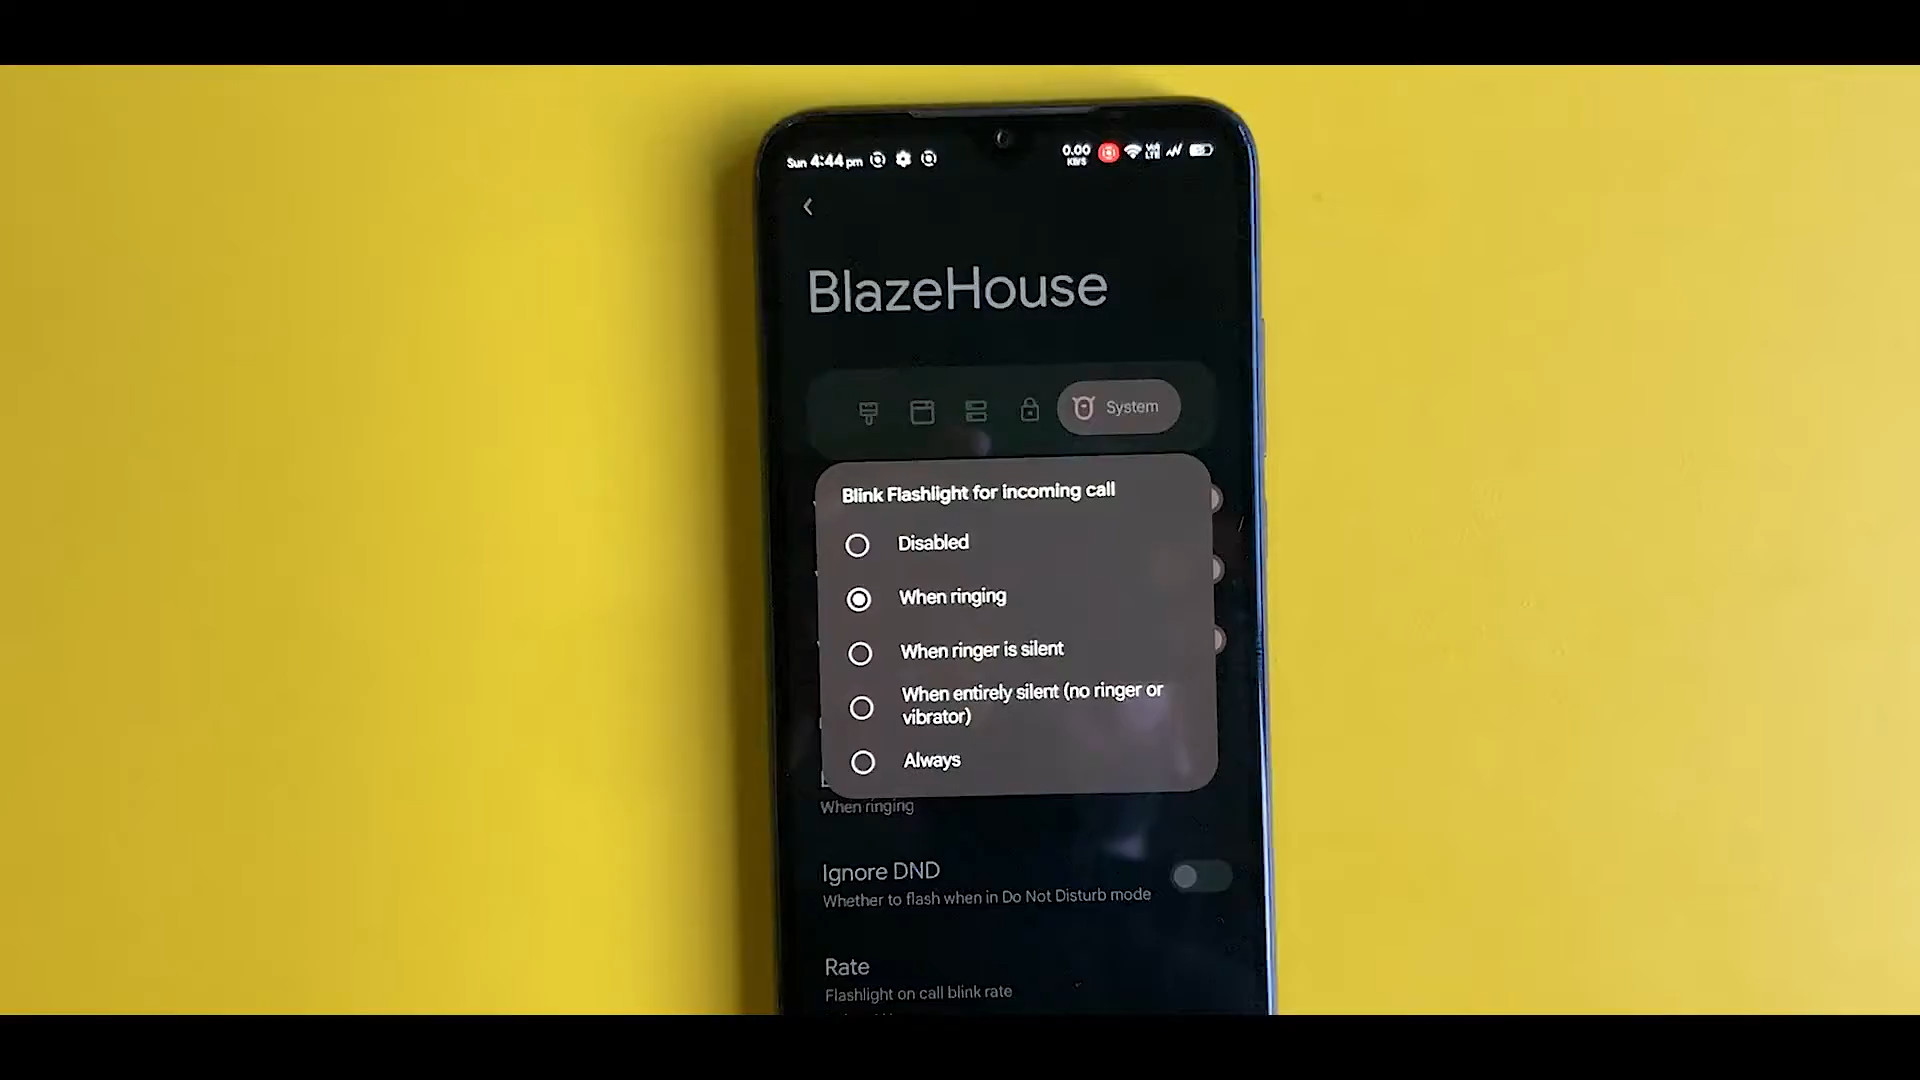 Sun 4:44 pm
0.00
KB/S
Vo
LTE
BlazeHouse
System
Blink Flashlight for incoming call
Disabled
When ringing
When ringer is silent
When entirely silent (no ringer or
vibrator)
Always
When ringing
Ignore DND
Whether to flash when in Do Not Disturb mode
Rate
Flashlight on call blink rate